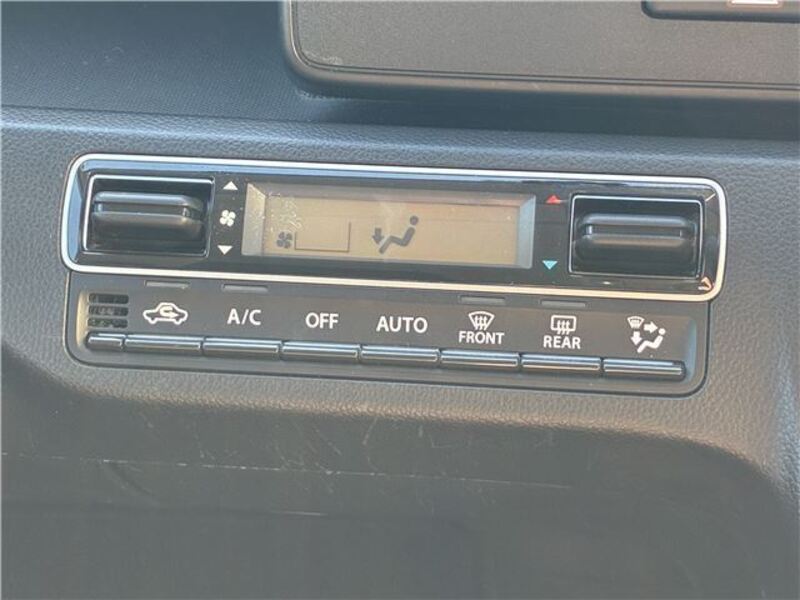 A/C OFF AUTO FRONT REAR